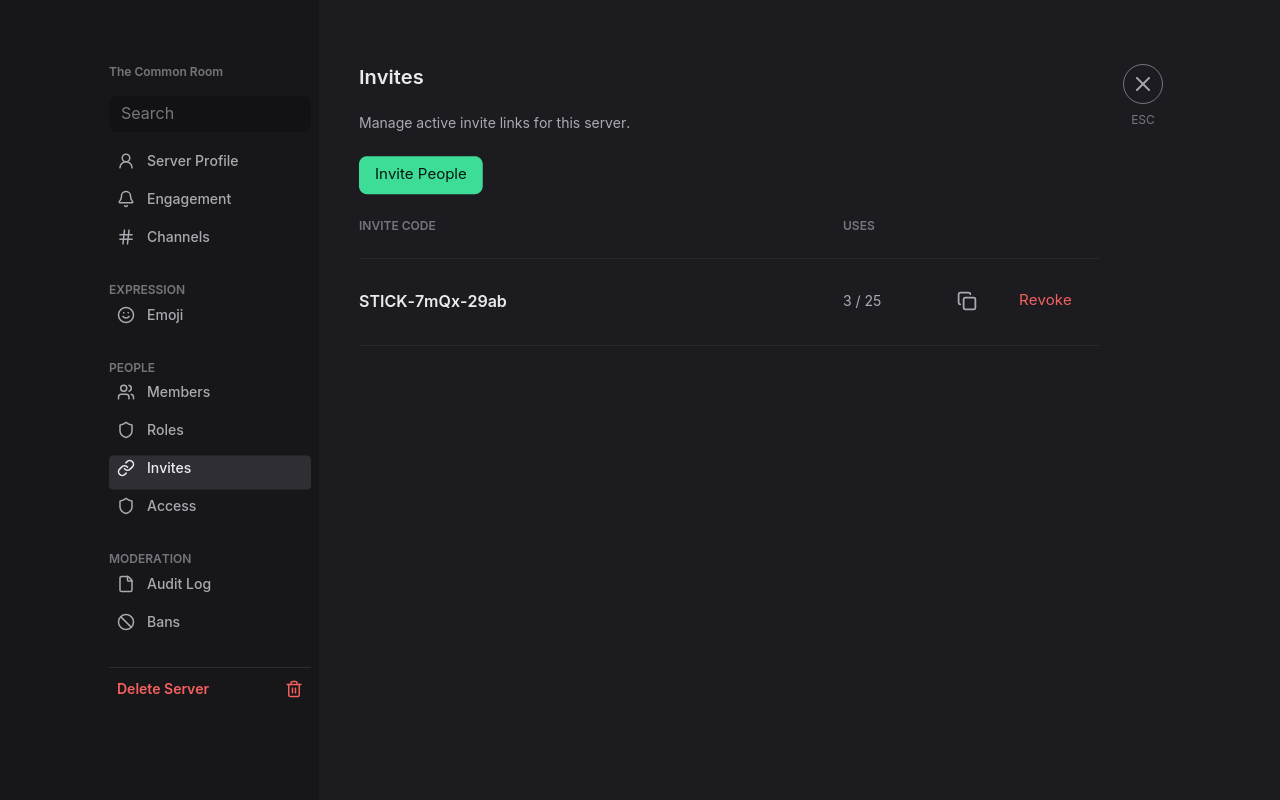 The Common Room
Search
Server Profile
Engagement
Channels
EXPRESSION
Emoji
PEOPLE
Members
Roles
Invites
Access
MODERATION
Audit Log
Bans
Delete Server
Invites
Manage active invite links for this server.
Invite People
INVITE CODE USES
STICK-7mQx-29ab 3 / 25 Revoke
ESC